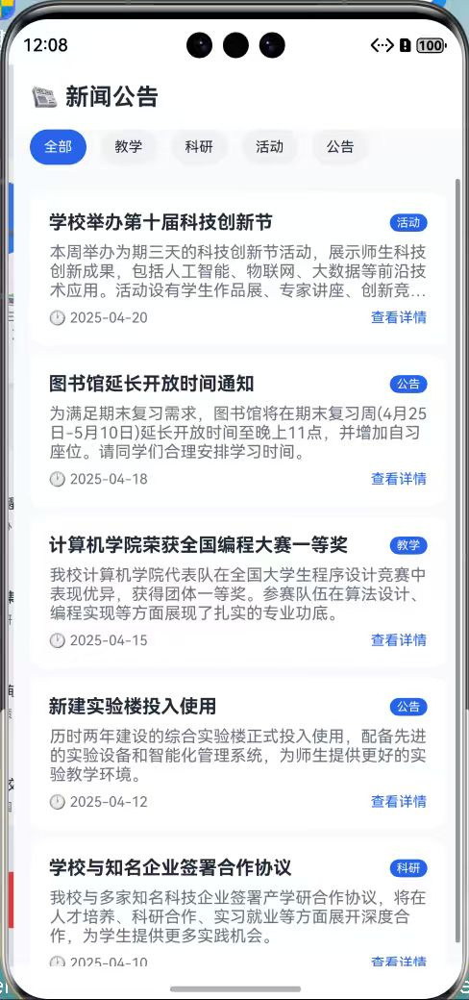 12:08
100
新闻公告
全部
教学
科研
活动
公告
学校举办第十届科技创新节
活动
本周举办为期三天的科技创新节活动，展示师生科技
创新成果，包括人工智能、物联网、大数据等前沿技
术应用。活动设有学生作品展、专家讲座、创新竞…
2025-04-20
查看详情
图书馆延长开放时间通知
公告
为满足期末复习需求，图书馆将在期末复习周(4月25
日-5月10日)延长开放时间至晚上11点，并增加自习
座位。请同学们合理安排学习时间。
2025-04-18
查看详情
计算机学院荣获全国编程大赛一等奖
教学
我校计算机学院代表队在全国大学生程序设计竞赛中
表现优异，获得团体一等奖。参赛队伍在算法设计、
编程实现等方面展现了扎实的专业功底。
2025-04-15
查看详情
新建实验楼投入使用
公告
历时两年建设的综合实验楼正式投入使用，配备先进
的实验设备和智能化管理系统，为师生提供更好的实
验教学环境。
2025-04-12
查看详情
学校与知名企业签署合作协议
科研
我校与多家知名科技企业签署产学研合作协议，将在
人才培养、科研合作、实习就业等方面展开深度合
作，为学生提供更多实践机会。
2025-04-10
查看详情